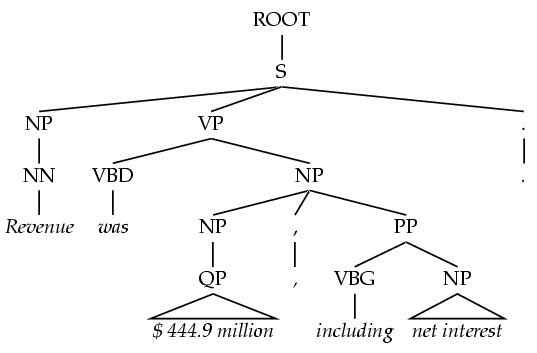 ROOT
S
NP VP .
NN VBD NP .
Revenue was NP , PP
QP , VBG NP
$ 444.9 million including net interest